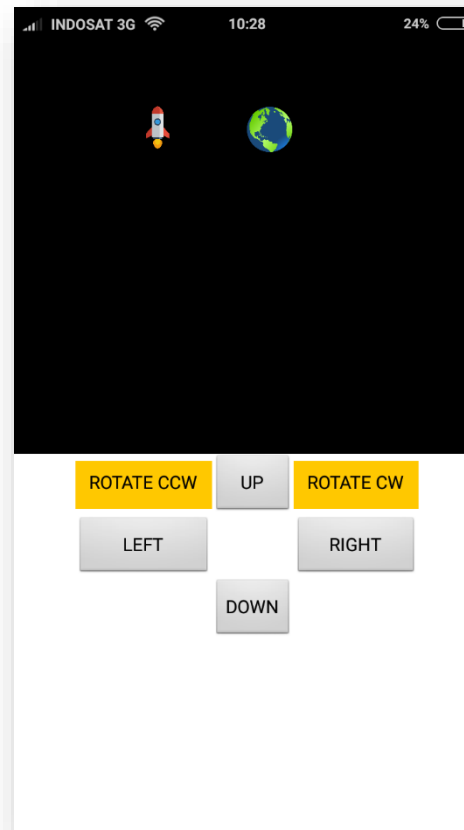 INDOSAT 3G 10:28 24%
ROTATE CCW UP ROTATE CW
LEFT RIGHT
DOWN